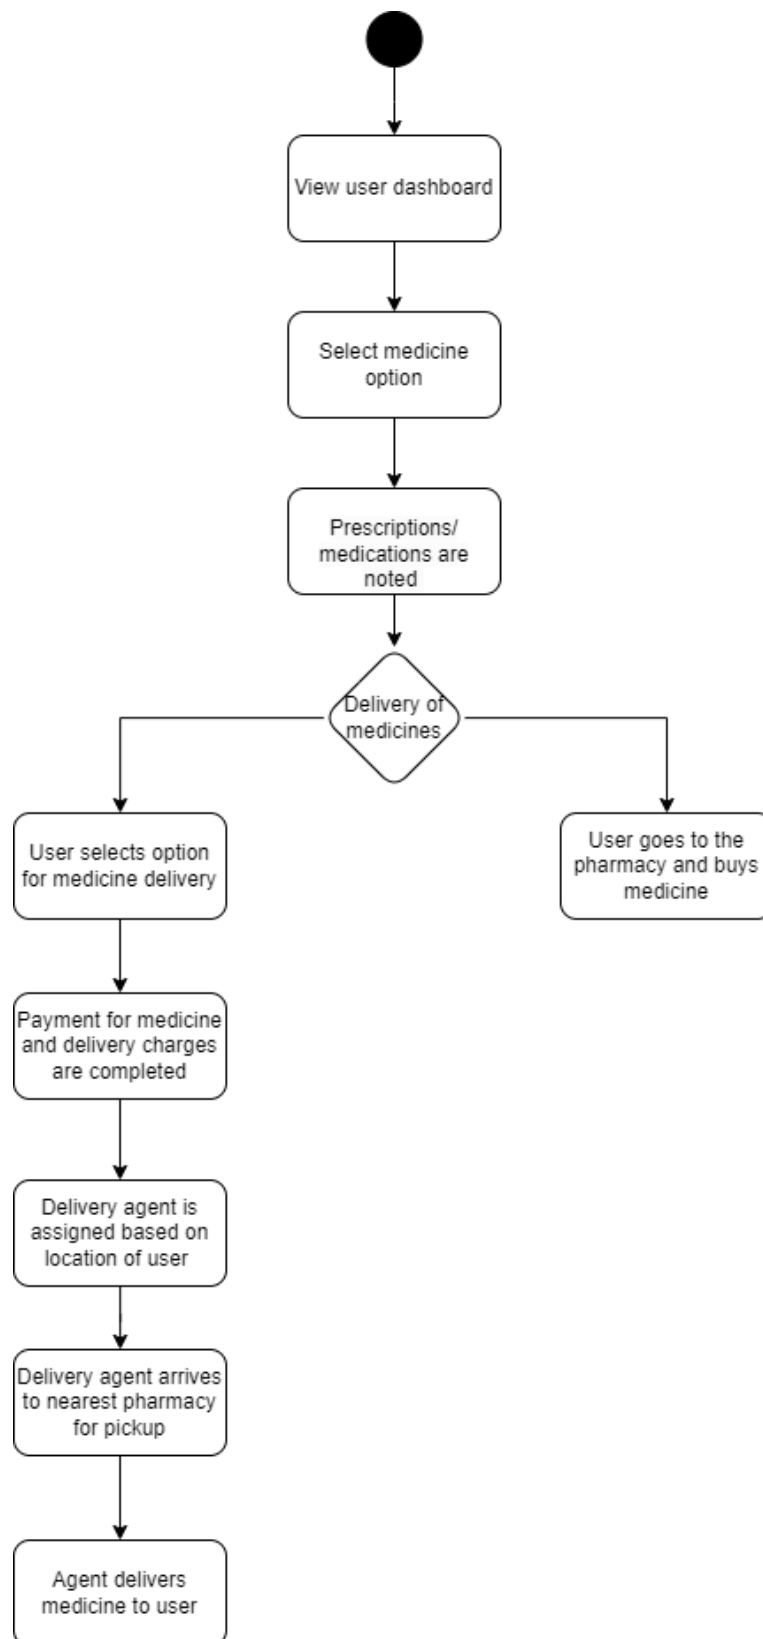 View user dashboard
Select medicine
option
Prescriptions/
medications are
noted
Delivery of
medicines
User selects option
for medicine delivery
User goes to the
pharmacy and buys
medicine
Payment for medicine
and delivery charges
are completed
Delivery agent is
assigned based on
location of user
Delivery agent arrives
to nearest pharmacy
for pickup
Agent delivers
medicine to user